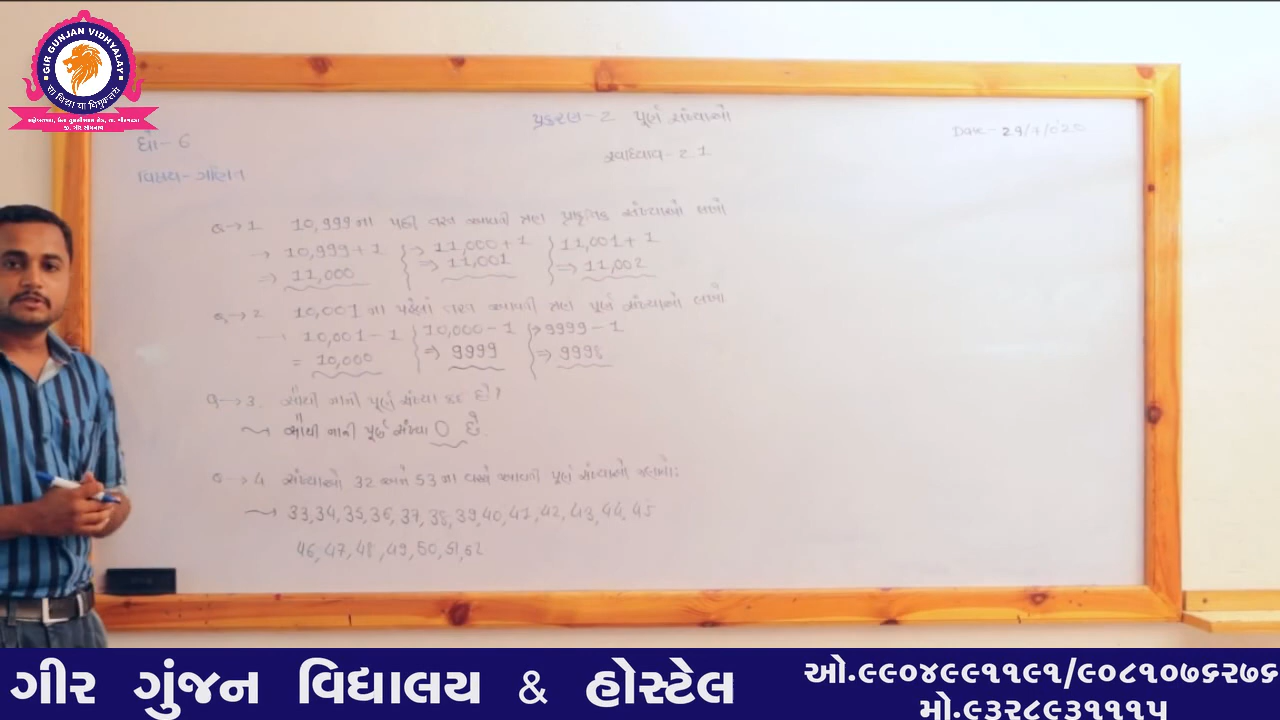 GIR GUNJAN VIDHYALAY
सा विद्या या विमुक्तये
જી. ગીર સોમનાથ
પ્રકરણ-2 પૂર્ણ સંખ્યાઓ
Date:- 29/7/020
ધો-6
સ્વાધ્યાય-2.1
વિષય-ગણિત
Q→1. 10,999 ના પછી તરત આવતી ત્રણ પ્રાકૃતિક સંખ્યાઓ લખો
→ 10,999+1 → 11,000+1 11,001+1
⇒ 11,000 ⇒ 11,001 ⇒ 11,002
Q→2 10,001 ના પહેલાં તરત આવતી ત્રણ પૂર્ણ સંખ્યાઓ લખો
→ 10,001-1 10,000-1 →9999-1
= 10,000 ⇒ 9999 ⇒ 9998
Q→3. સૌથી નાની પૂર્ણ સંખ્યા કઇ છે?
→ સૌથી નાની પૂર્ણ સંખ્યા 0 છે.
Q→4 સંખ્યાઓ 32 અને 53 ના વચ્ચે આવતી પૂર્ણ સંખ્યાઓ
→ 33,34,35,36,37,38,39,40,41,42,43,44,45
46,47,48,49,50,51,52
ગીર ગુંજન વિદ્યાલય & હોસ્ટેલ
ઓ.૯૯૦૪૯૯૧૧૯૧/૯૦૮૧૦૭૬૨૭૬
મો.૯૩૨૮૯૩૧૧૧૫